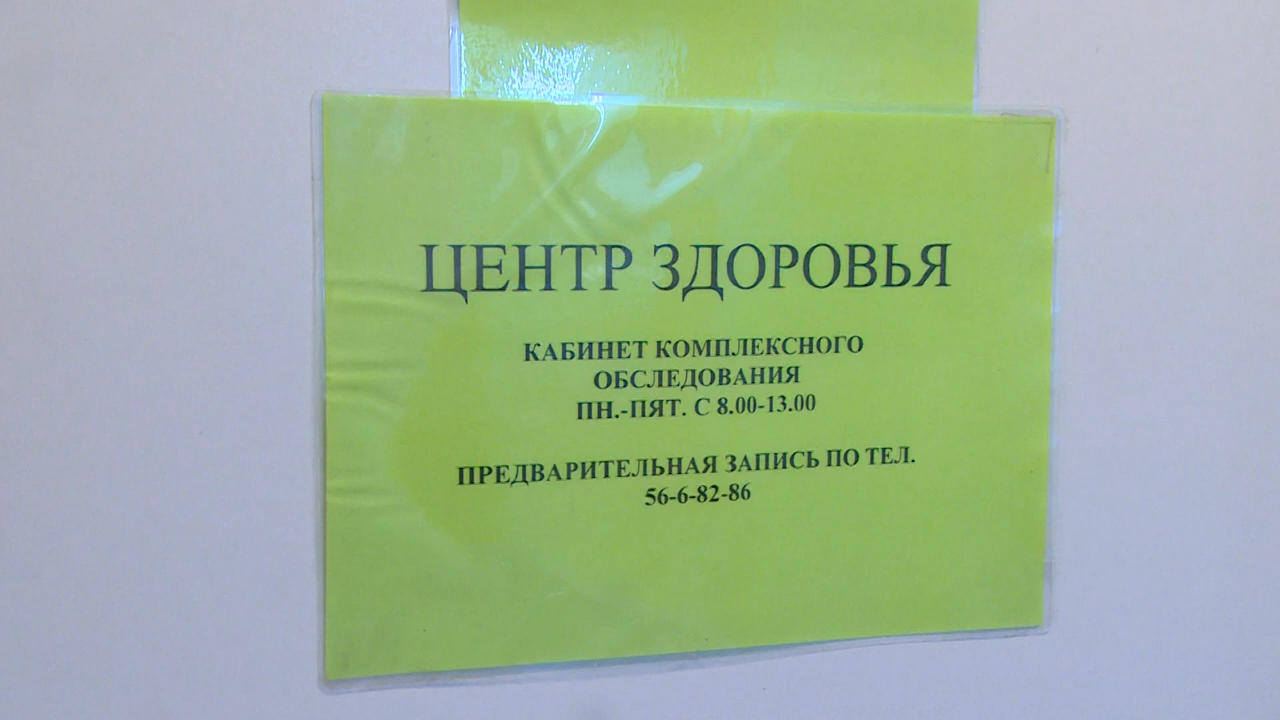 ЦЕНТР ЗДОРОВЬЯ
КАБИНЕТ КОМПЛЕКСНОГО
ОБСЛЕДОВАНИЯ
ПН.-ПЯТ. С 8.00-13.00
ПРЕДВАРИТЕЛЬНАЯ ЗАПИСЬ ПО ТЕЛ.
56-6-82-86